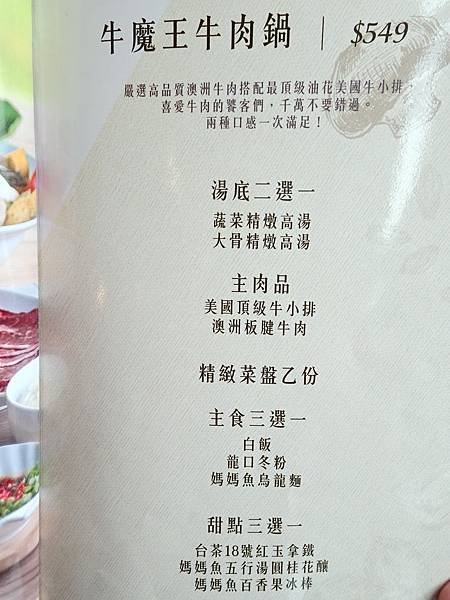 牛魔王牛肉鍋 | $549
嚴選高品質澳洲牛肉搭配最頂級油花美國牛小排，
喜愛牛肉的饕客們，千萬不要錯過。
兩種口感一次滿足！
湯底二選一
蔬菜精燉高湯
大骨精燉高湯
主肉品
美國頂級牛小排
澳洲板腱牛肉
精緻菜盤乙份
主食三選一
白飯
龍口冬粉
媽媽魚烏龍麵
甜點三選一
台茶18號紅玉拿鐵
媽媽魚五行湯圓桂花釀
媽媽魚百香果冰棒